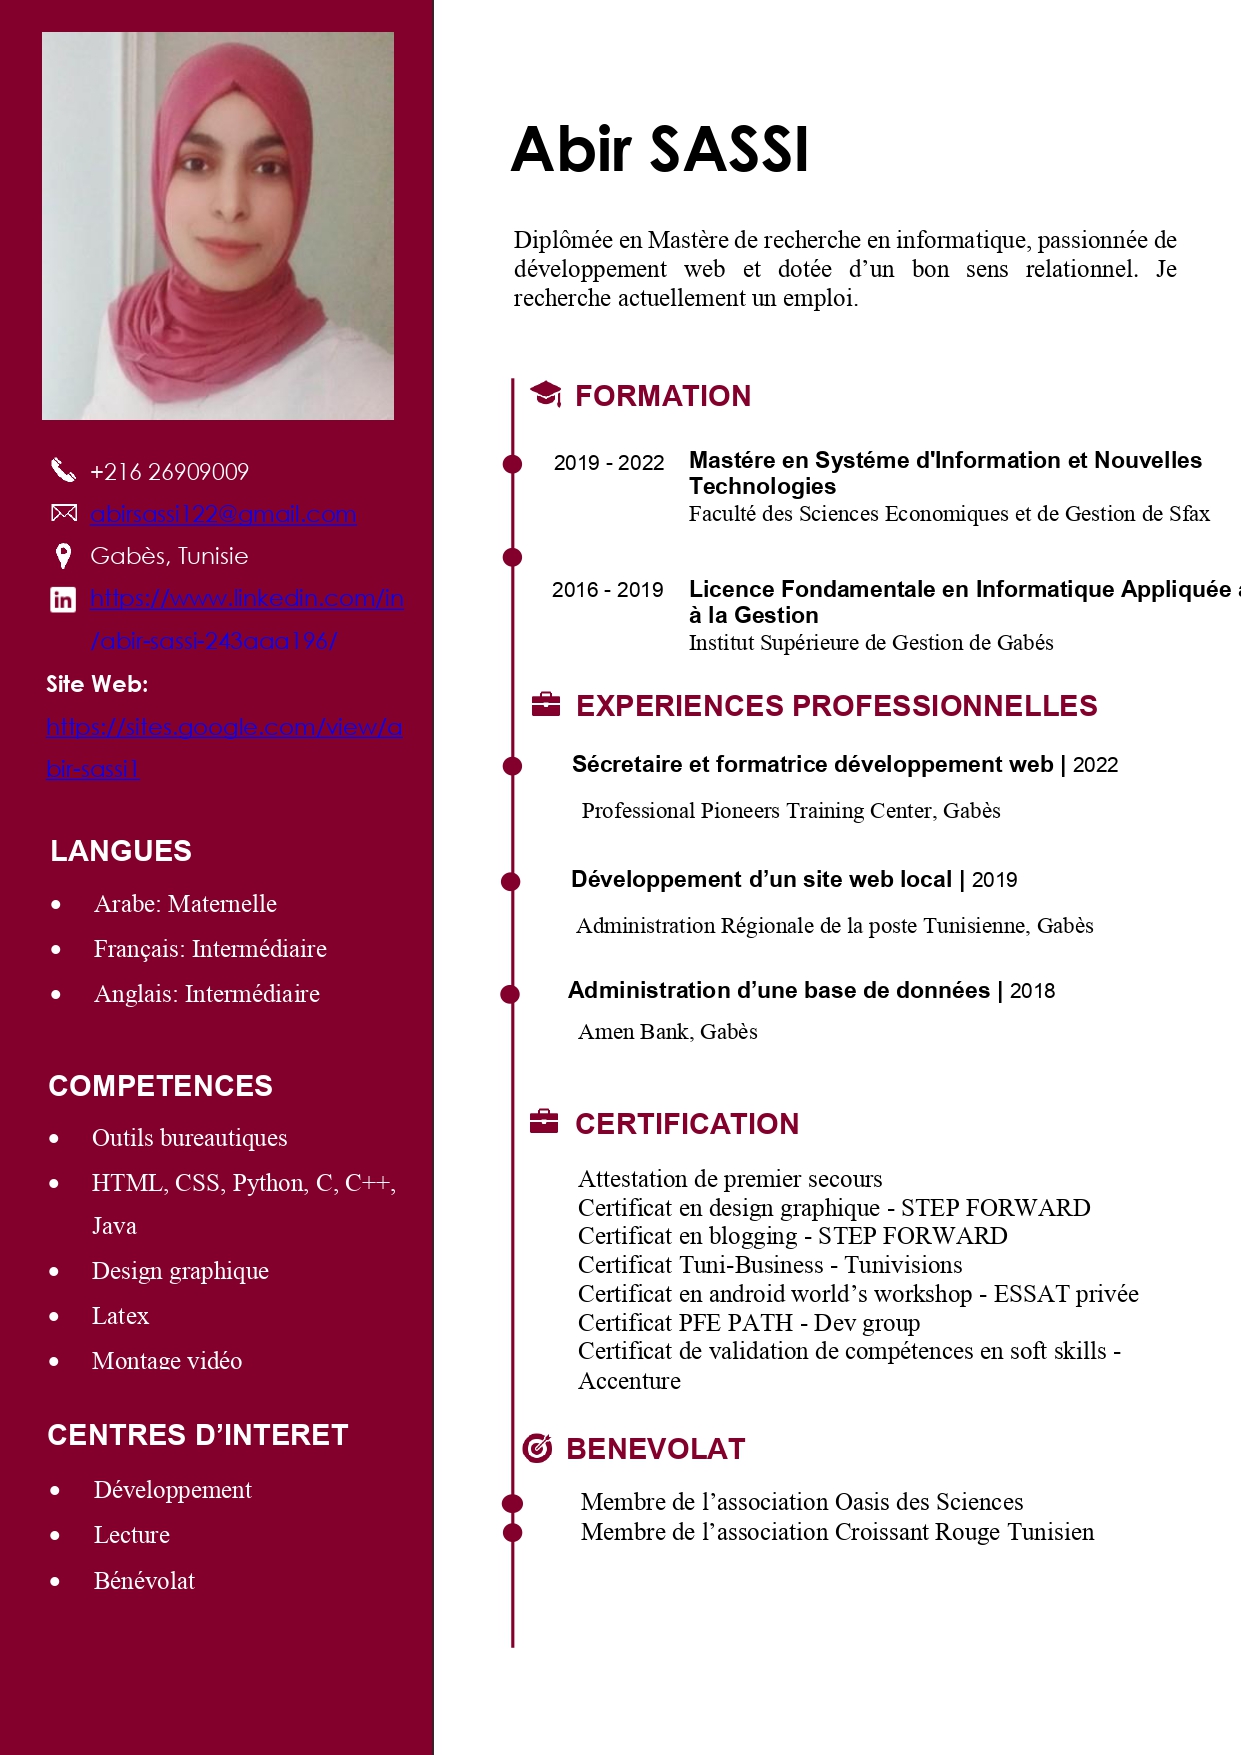 Abir SASSI
Diplômée en Mastère de recherche en informatique, passionnée de
développement web et dotée d’un bon sens relationnel. Je
recherche actuellement un emploi.
+216 26909009
abirsassi122@gmail.com
Gabès, Tunisie
https://www.linkedin.com/in
/abir-sassi-243aaa196/
Site Web:
https://sites.google.com/view/a
bir-sassi1
LANGUES
• Arabe: Maternelle
• Français: Intermédiaire
• Anglais: Intermédiaire
COMPETENCES
• Outils bureautiques
• HTML, CSS, Python, C, C++,
Java
• Design graphique
• Latex
• Montage vidéo
CENTRES D’INTERET
• Développement
• Lecture
• Bénévolat
FORMATION
2019 - 2022 Mastére en Systéme d'Information et Nouvelles
Technologies
Faculté des Sciences Economiques et de Gestion de Sfax
2016 - 2019 Licence Fondamentale en Informatique Appliquée a
à la Gestion
Institut Supérieure de Gestion de Gabés
EXPERIENCES PROFESSIONNELLES
Sécretaire et formatrice développement web | 2022
Professional Pioneers Training Center, Gabès
Développement d’un site web local | 2019
Administration Régionale de la poste Tunisienne, Gabès
Administration d’une base de données | 2018
Amen Bank, Gabès
CERTIFICATION
Attestation de premier secours
Certificat en design graphique - STEP FORWARD
Certificat en blogging - STEP FORWARD
Certificat Tuni-Business - Tunivisions
Certificat en android world’s workshop - ESSAT privée
Certificat PFE PATH - Dev group
Certificat de validation de compétences en soft skills -
Accenture
BENEVOLAT
Membre de l’association Oasis des Sciences
Membre de l’association Croissant Rouge Tunisien